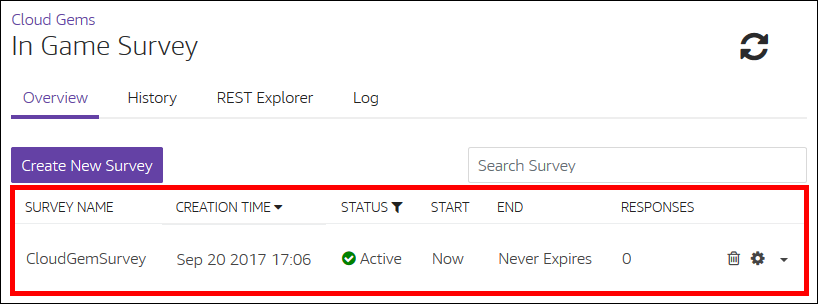 Cloud Gems
In Game Survey
Overview History REST Explorer Log
Create New Survey Search Survey
SURVEY NAME CREATION TIME STATUS START END RESPONSES
CloudGemSurvey Sep 20 2017 17:06 Active Now Never Expires 0